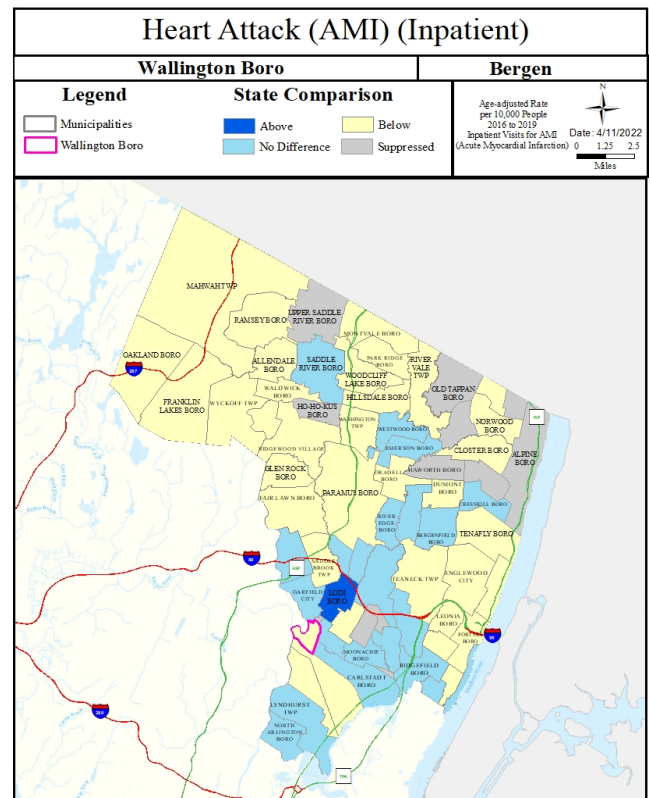 Heart Attack (AMI) (Inpatient)
Wallington Boro
Bergen
Legend
Municipalities
Wallington Boro
State Comparison
Above
Below
No Difference
Suppressed
Age-adjusted Rate
per 10,000 People
2016 to 2019
Inpatient Visits for AMI
(Acute Myocardial Infarction)
N
Date: 4/11/2022
0 1.25 2.5
Miles
MAHWAH TWP
RAMSEY BORO
UPPER SADDLE
RIVER BORO
MONTVALE BORO
OAKLAND BORO
ALLENDALE
BORO
SADDLE
RIVER BORO
PARK RIDGE
BORO
RIVER
VALE
TWP
WOODCLIFF
LAKE BORO
OLD TAPPAN
BORO
287
FRANKLIN
LAKES BORO
WYCKOFF TWP
WALDWICK
BORO
HILLSDALE BORO
HO-HO-KUS
BORO
WASHINGTON
TWP
WESTWOOD BORO
NORWOOD
BORO
EMERSON BORO
CLOSTER BORO
ALPINE
BORO
RIDGEWOOD VILLAGE
GLEN ROCK
BORO
ORADELL
BORO
HAWORTH BORO
DUMONT
BORO
FAIR LAWN BORO
PARAMUS BORO
CRESSKILL BORO
RIVER
EDGE
BORO
BERGENFIELD
BORO
TENAFLY BORO
80
GSP
SADDLE
BROOK
TWP
TEANECK TWP
ENGLEWOOD
CITY
GARFIELD
CITY
LODI
BORO
LEONIA
BORO
FORT LEE
BORO
95
MOONACHIE
BORO
RIDGEFIELD
BORO
CARLSTADT
BORO
LYNDHURST
TWP
NORTH
ARLINGTON
BORO
280